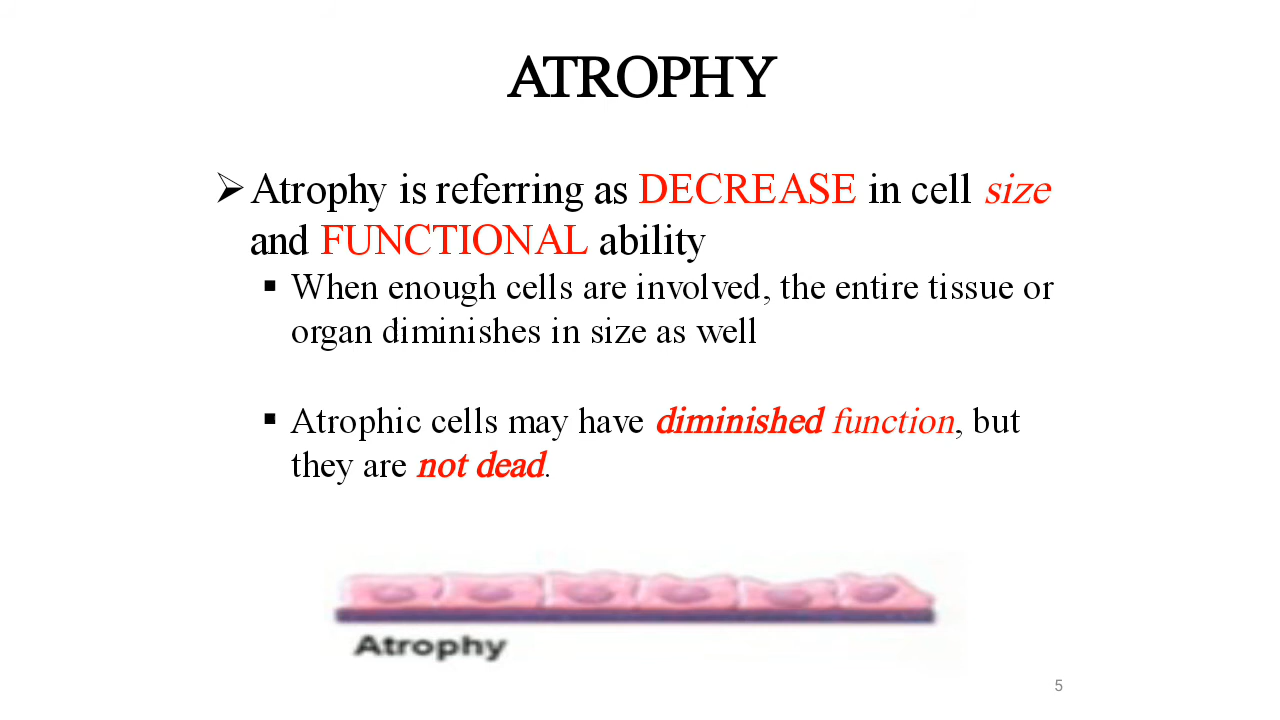 ATROPHY
➢Atrophy is referring as DECREASE in cell size
and FUNCTIONAL ability
▪ When enough cells are involved, the entire tissue or
organ diminishes in size as well
▪ Atrophic cells may have diminished function, but
they are not dead.
Atrophy
5